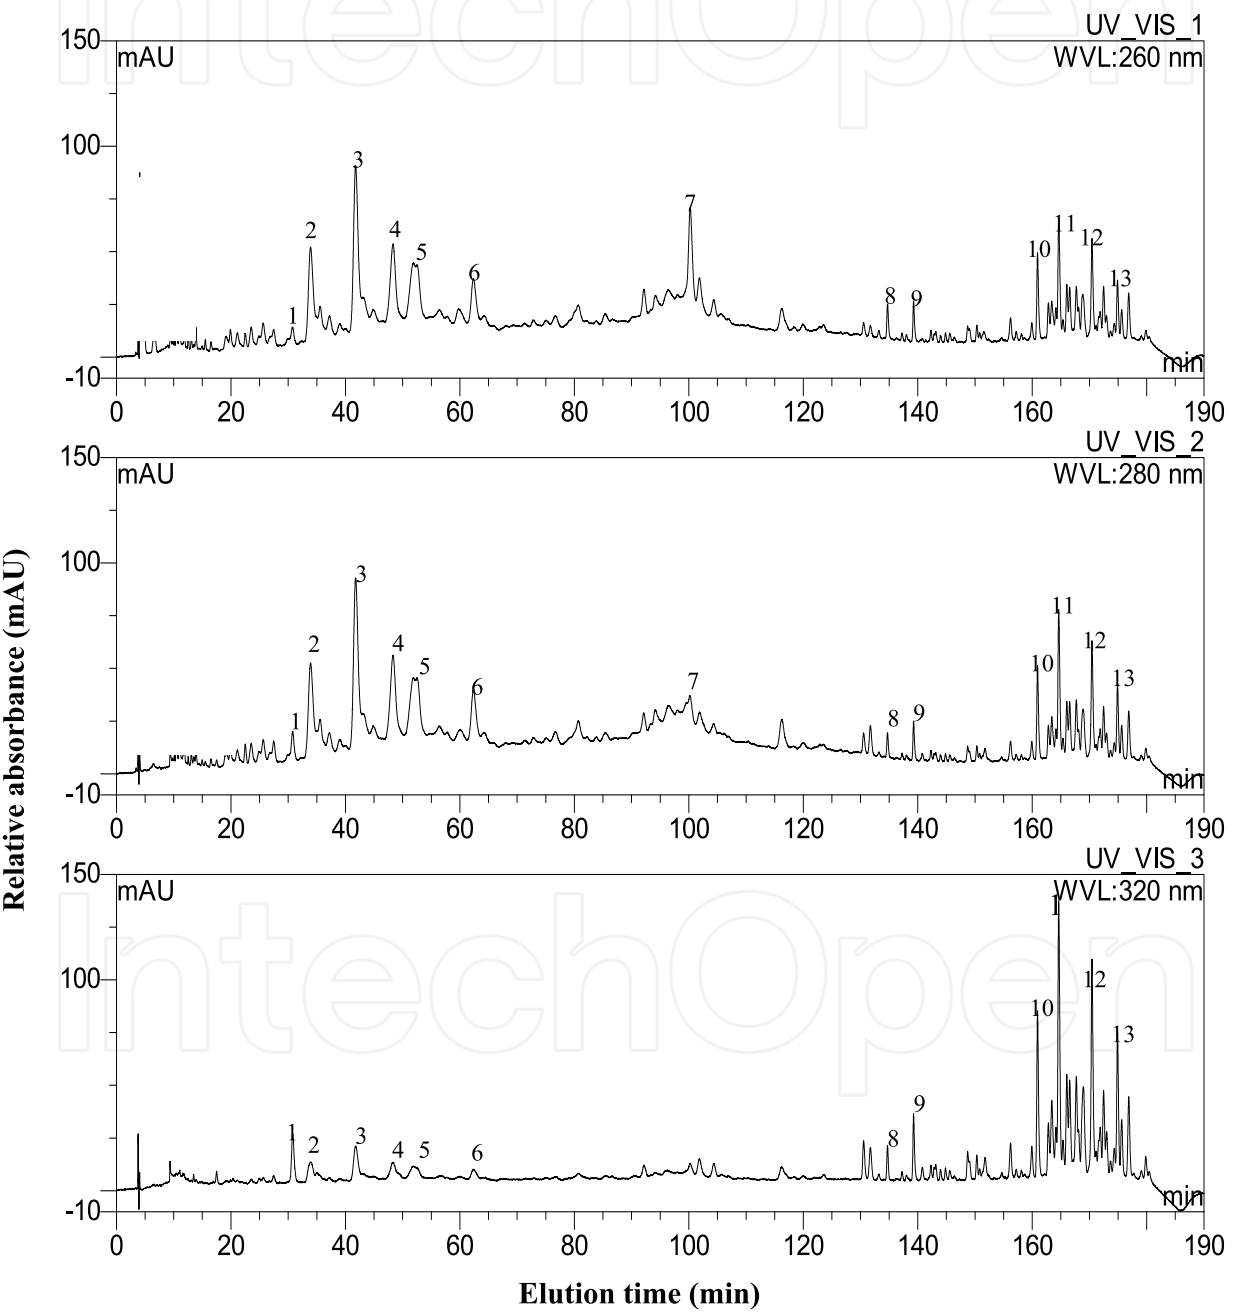 IntechOpen
UV_VIS_1
150
mAU
WVL:260 nm
100
1 2 3 4 5 6 7 8 9 10 11 12 13
-10
min
0 20 40 60 80 100 120 140 160 190
UV_VIS_2
150
mAU
WVL:280 nm
100
1 2 3 4 5 6 7 8 9 10 11 12 13
-10
min
0 20 40 60 80 100 120 140 160 190
Relative absorbance (mAU)
UV_VIS_3
150
mAU
WVL:320 nm
100
1 2 3 4 5 6 8 9 10 1 12 13
-10
min
IntechOpen
0 20 40 60 80 100 120 140 160 190
Elution time (min)